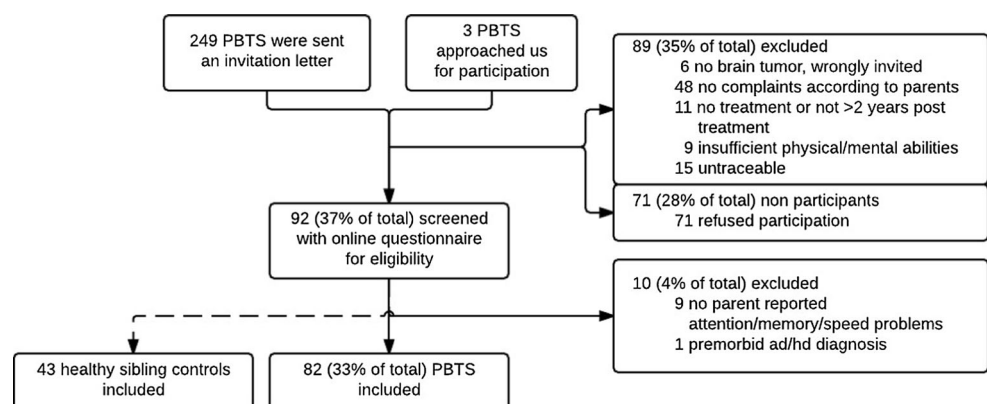 249 PBTS were sent
an invitation letter
3 PBTS
approached us
for participation
89 (35% of total) excluded
6 no brain tumor, wrongly invited
48 no complaints according to parents
11 no treatment or not >2 years post
treatment
9 insufficient physical/mental abilities
15 untraceable
71 (28% of total) non participants
71 refused participation
92 (37% of total) screened
with online questionnaire
for eligibility
10 (4% of total) excluded
9 no parent reported
attention/memory/speed problems
1 premorbid ad/hd diagnosis
43 healthy sibling controls
included
82 (33% of total) PBTS
included